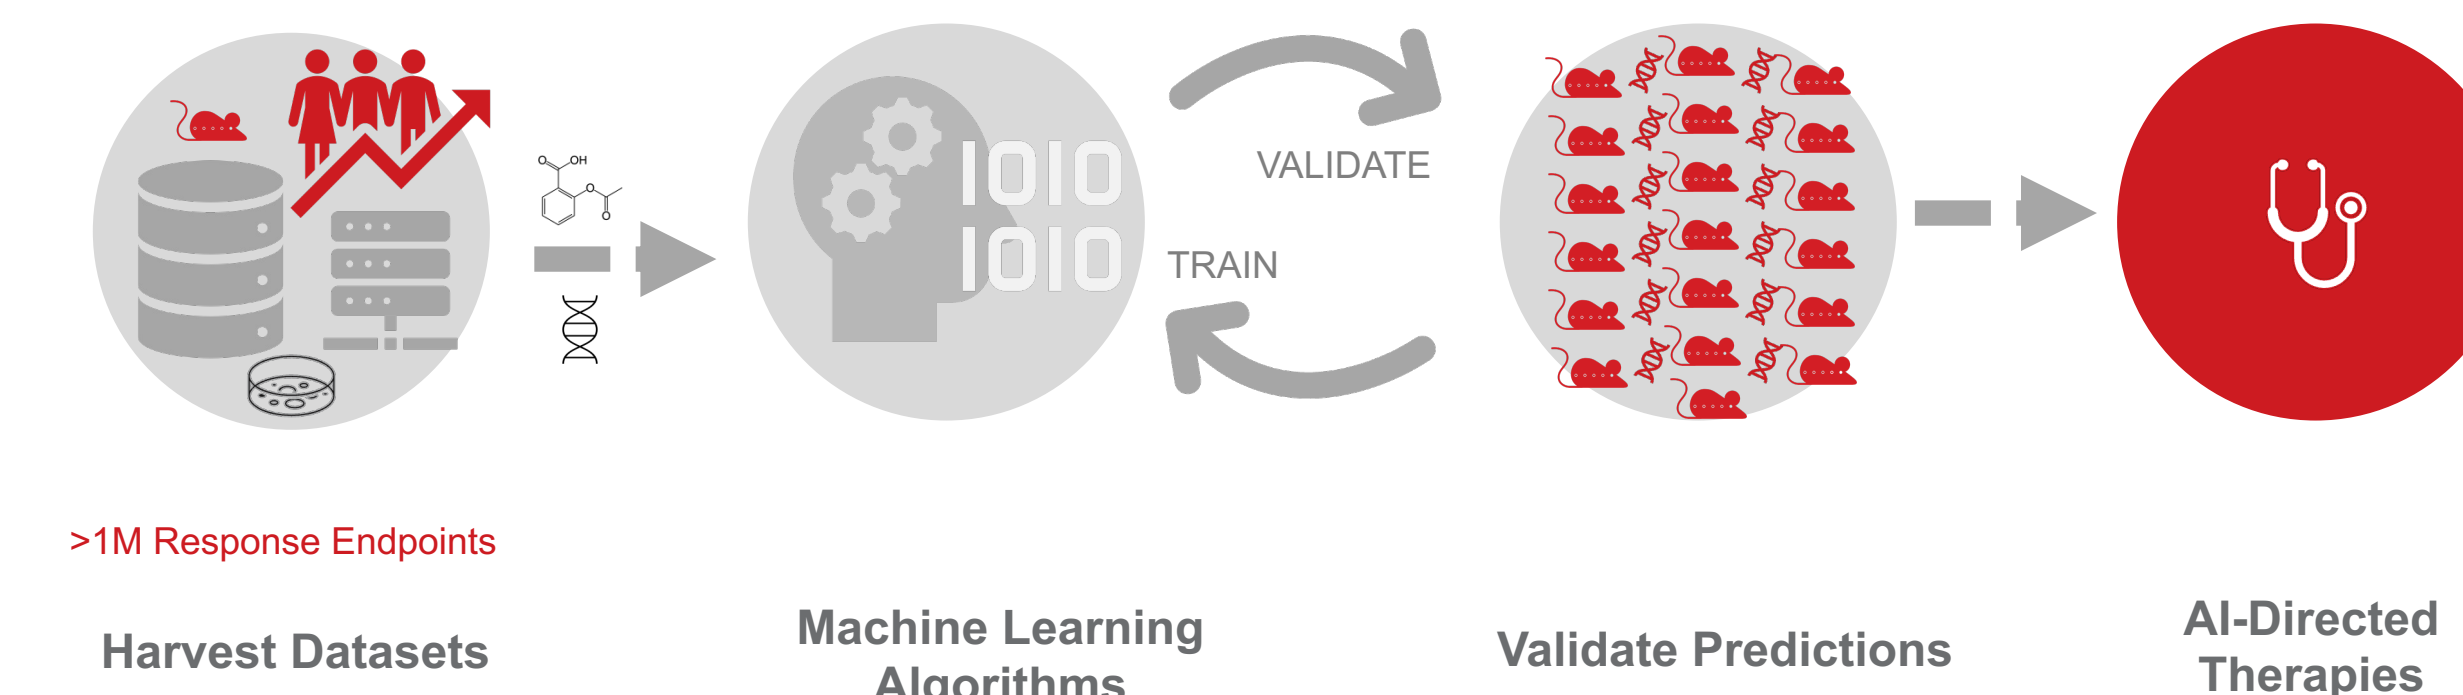 O
OH
O
O
1010
1010
VALIDATE
TRAIN
>1M Response Endpoints
Harvest Datasets
Machine Learning
Algorithms
Validate Predictions
AI-Directed
Therapies